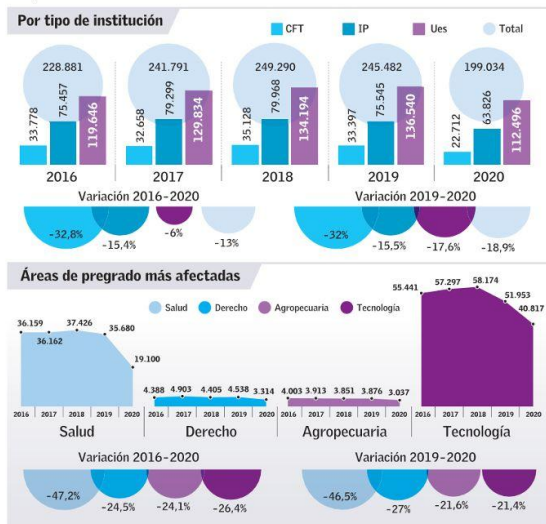 Por tipo de institución
CFT IP Ues Total
228.881 241.791 249.290 245.482 199.034
33.778 75.457 119.646 32.658 79.299 129.834 35.128 79.968 134.194 33.397 75.545 136.540 22.712 63.826 112.496
2016 2017 2018 2019 2020
Variación 2016-2020 Variación 2019-2020
-32,8% -15,4% -6% -13% -32% -15,5% -17,6% -18,9%
Áreas de pregrado más afectadas
Salud Derecho Agropecuaria Tecnología
36.159 36.162 37.426 35.680 19.100
4.388 4.903 4.405 4.538 3.314
4.003 3.913 3.851 3.876 3.037
55.441 57.297 58.174 51.953 40.817
2016 2017 2018 2019 2020 2016 2017 2018 2019 2020 2016 2017 2018 2019 2020 2016 2017 2018 2019 2020
Salud Derecho Agropecuaria Tecnología
Variación 2016-2020 Variación 2019-2020
-47,2% -24,5% -24,1% -26,4% -46,5% -27% -21,6% -21,4%